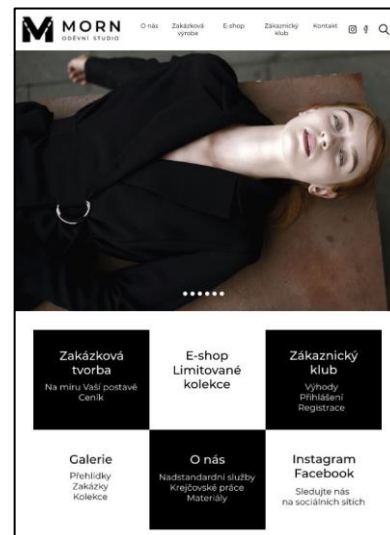 MORN
ODĚVNÍ STUDIO
O nás
Zakázková
výroba
E-shop
Zákaznický
klub
Kontakt
Zakázková
tvorba
Na míru Vaší postavě
Ceník
E-shop
Limitované
kolekce
Zákaznický
klub
Výhody
Přihlášení
Registrace
Galerie
Přehlídky
Zakázky
Kolekce
O nás
Nadstandardní služby
Krejčovské práce
Materiály
Instagram
Facebook
Sledujte nás
na sociálních sítích